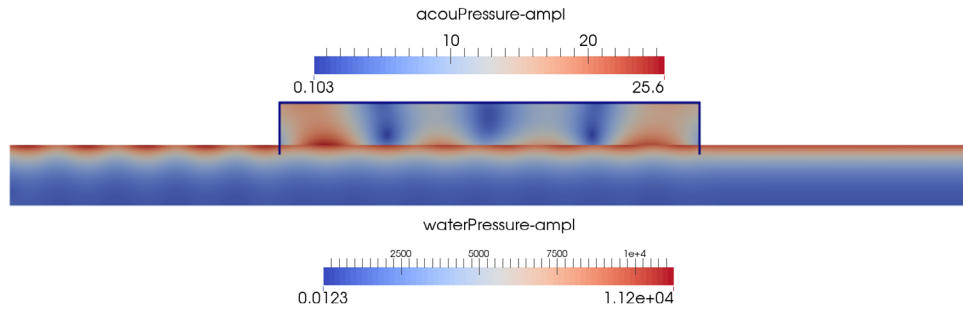 acouPressure-ampl
10 20
0.103 25.6
waterPressure-ampl
2500 5000 7500 1e+4
0.0123 1.12e+04